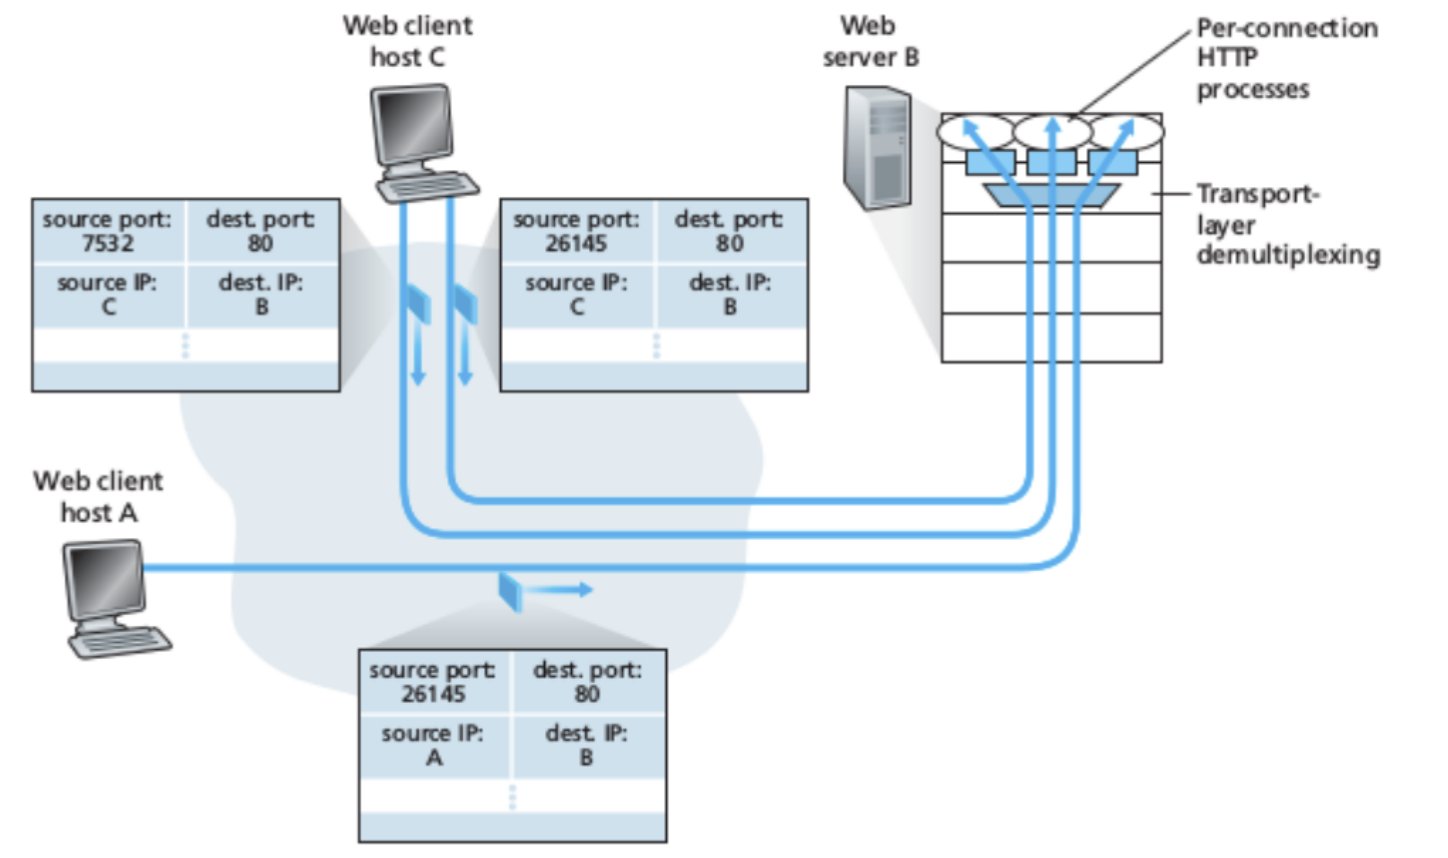 Web client
host C
Web
server B
Per-connection
HTTP
processes
Transport-
layer
demultiplexing
source port:
7532
dest. port:
80
source IP:
C
dest. IP:
B
source port:
26145
dest. port:
80
source IP:
C
dest. IP:
B
Web client
host A
source port:
26145
dest. port:
80
source IP:
A
dest. IP:
B